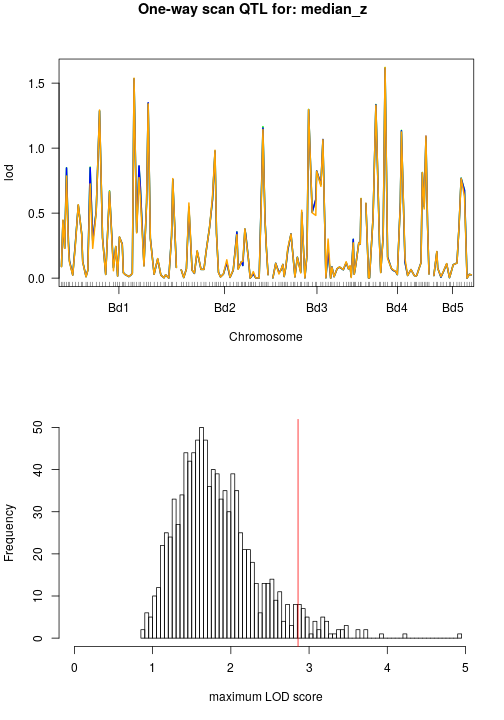 One-way scan QTL for: median_z
1.5
1.0
0.5
0.0
lod
Bd1 Bd2 Bd3 Bd4 Bd5
Chromosome
50
40
30
20
10
0
Frequency
0 1 2 3 4 5
maximum LOD score